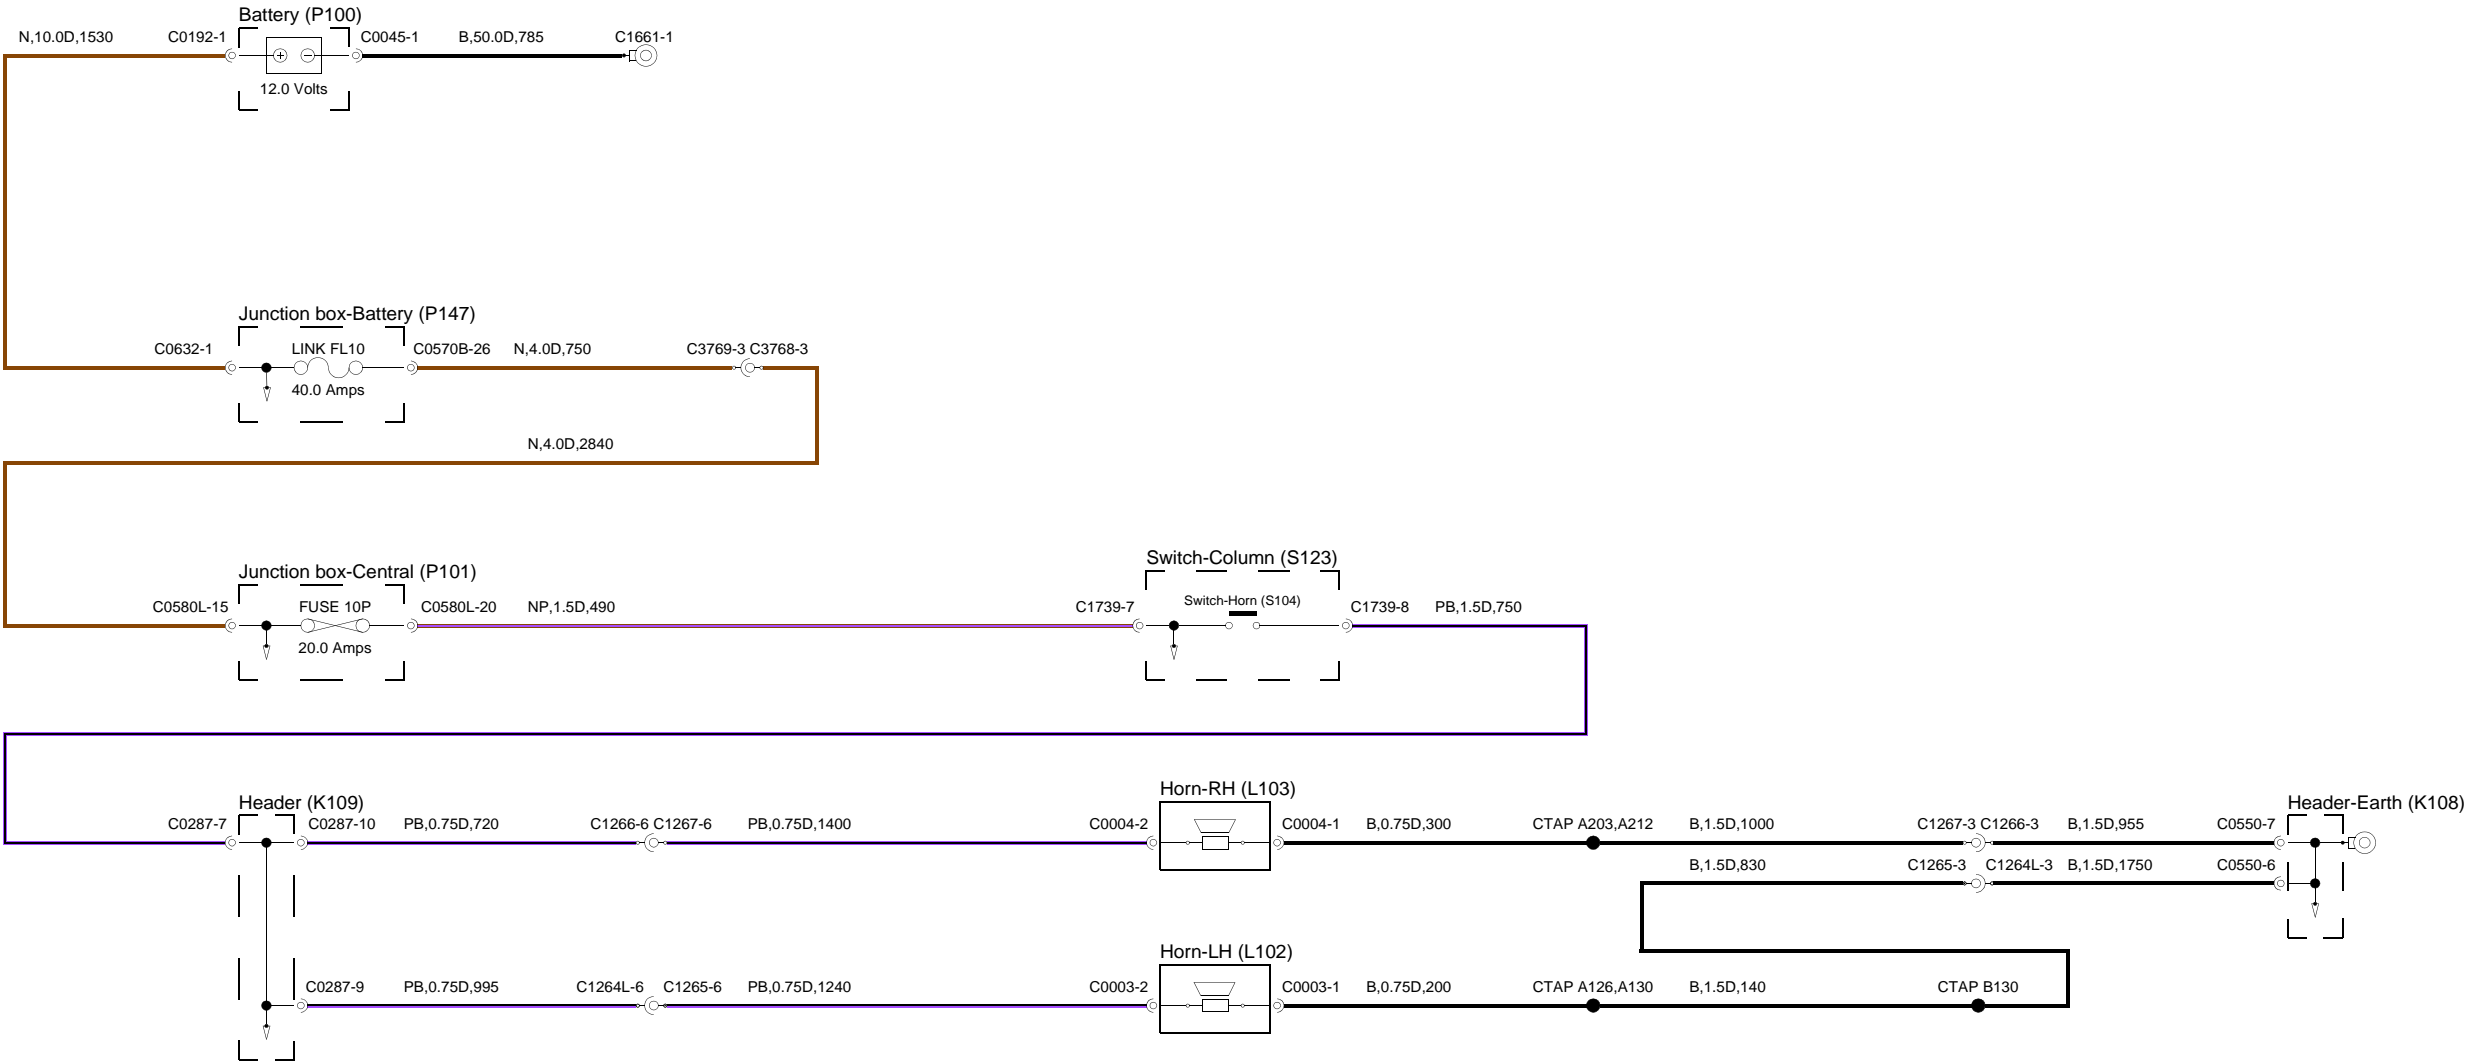 Battery (P100)
N,10.0D,1530 C0192-1 C0045-1 B,50.0D,785 C1661-1
12.0 Volts
Junction box-Battery (P147)
C0632-1 LINK FL10 C0570B-26 N,4.0D,750 C3769-3 C3768-3
40.0 Amps
N,4.0D,2840
Switch-Column (S123)
Junction box-Central (P101)
Switch-Horn (S104)
C0580L-15 FUSE 10P C0580L-20 NP,1.5D,490 C1739-7 C1739-8 PB,1.5D,750
20.0 Amps
Horn-RH (L103)
Header (K109) Header-Earth (K108)
C0287-7 C0287-10 PB,0.75D,720 C1266-6 C1267-6 PB,0.75D,1400 C0004-2 C0004-1 B,0.75D,300 CTAP A203,A212 B,1.5D,1000 C1267-3 C1266-3 B,1.5D,955 C0550-7
B,1.5D,830 C1265-3 C1264L-3 B,1.5D,1750 C0550-6
Horn-LH (L102)
C0287-9 PB,0.75D,995 C1264L-6 C1265-6 PB,0.75D,1240 C0003-2 C0003-1 B,0.75D,200 CTAP A126,A130 B,1.5D,140 CTAP B130